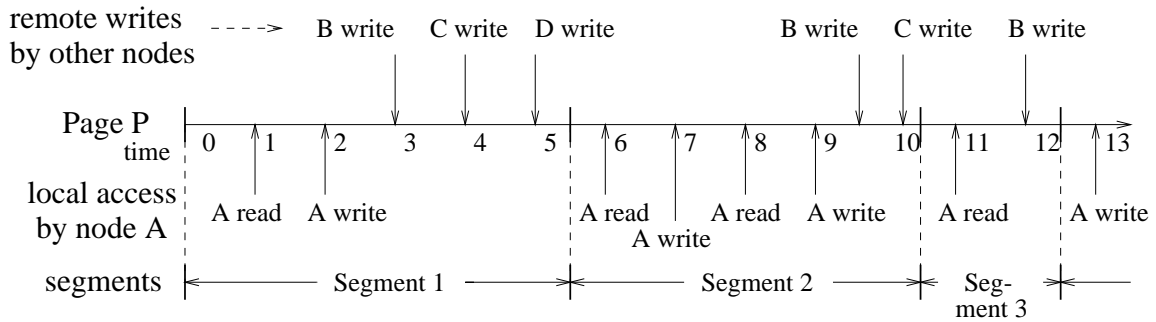 remote writes
by other nodes
B write C write D write B write C write B write
Page P
time
0 1 2 3 4 5 6 7 8 9 10 11 12 13
local access
by node A
A read A write A read A write A read A write A read A write
segments
Segment 1 Segment 2 Seg-
ment 3